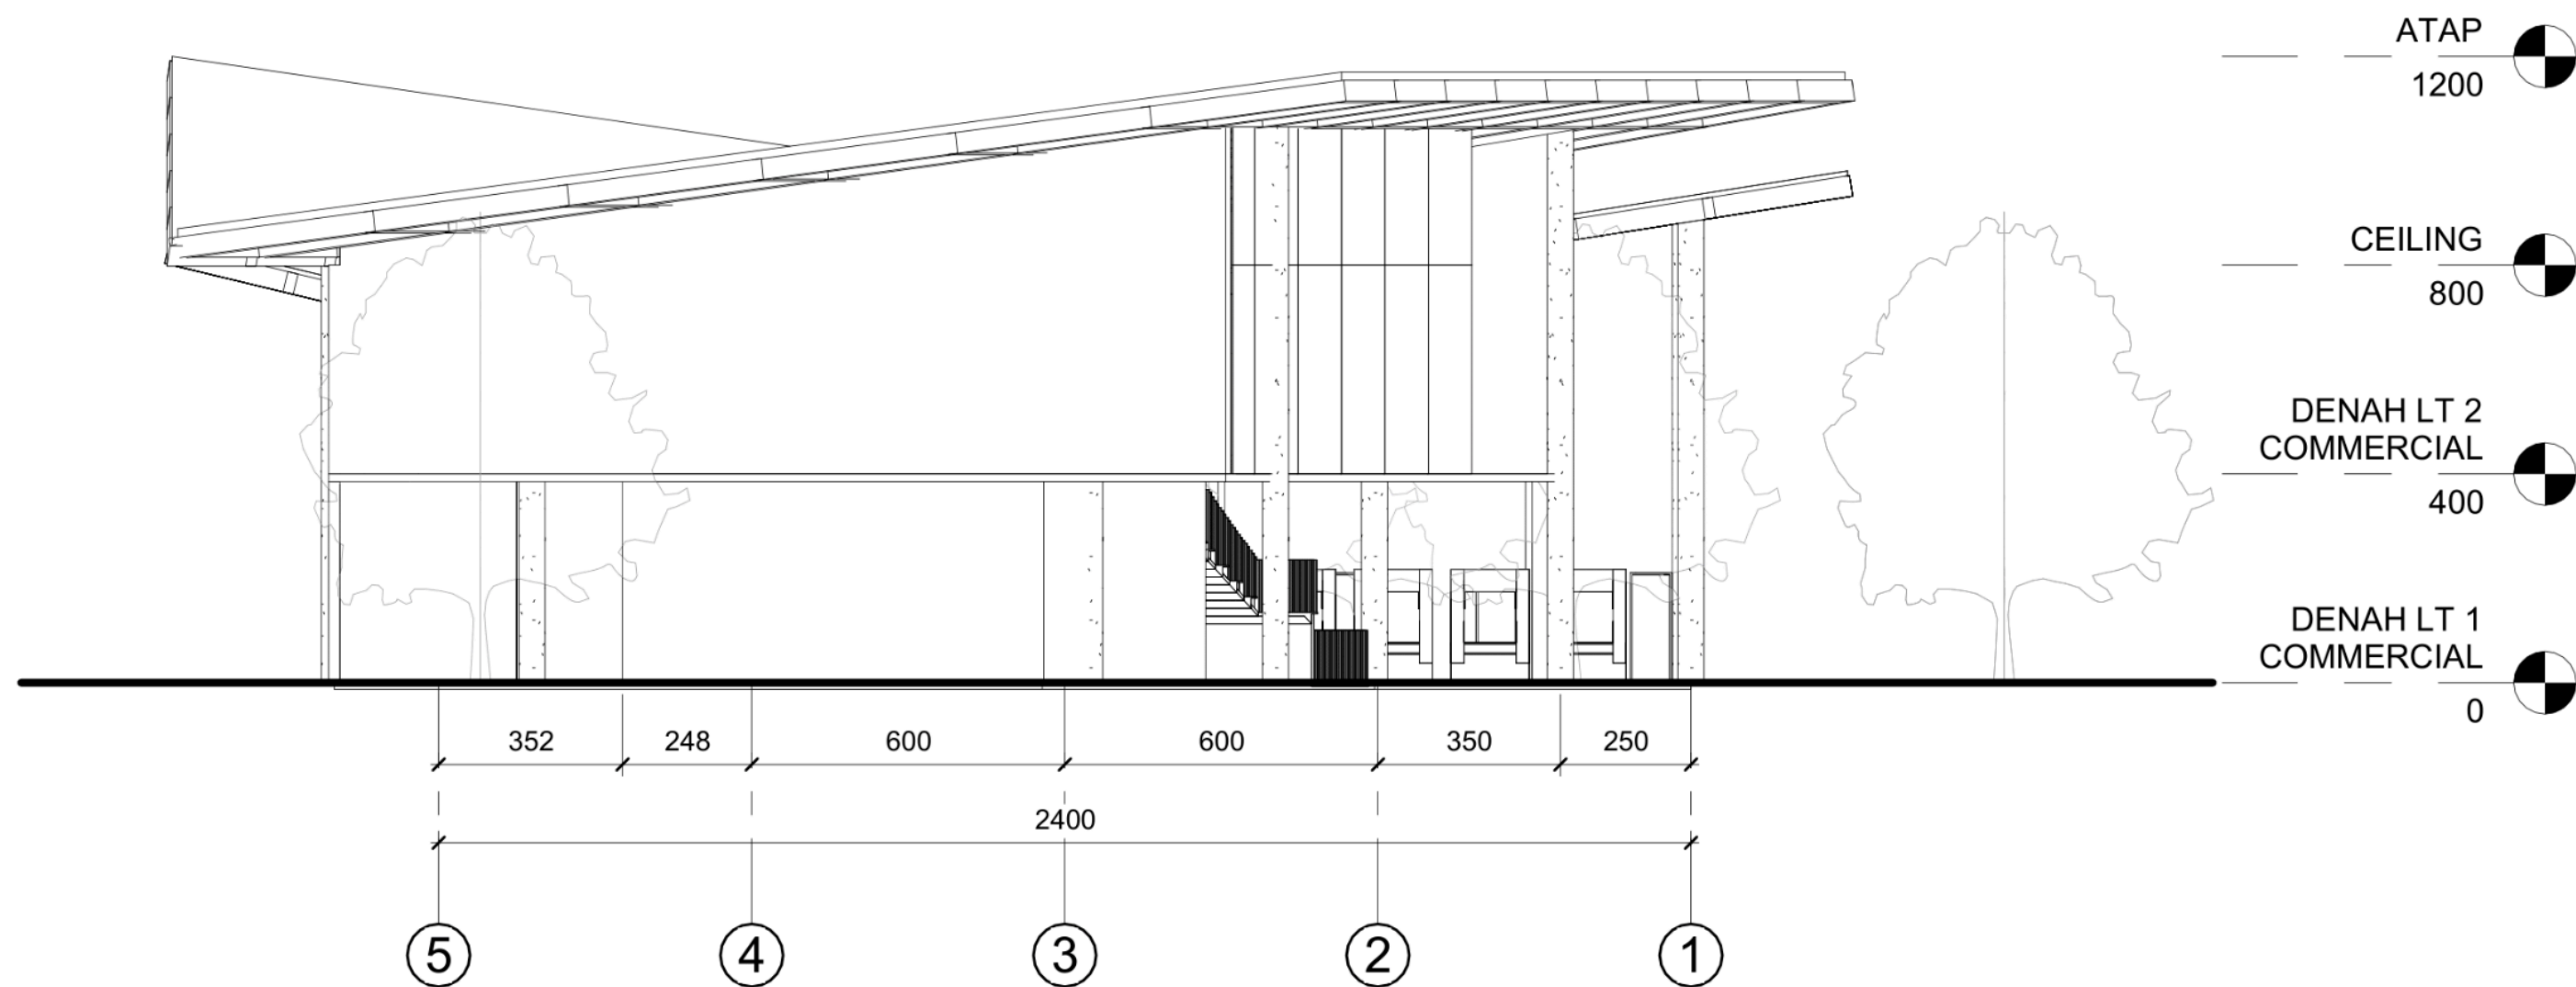 ATAP
1200
CEILING
800
DENAH LT 2
COMMERCIAL
400
DENAH LT 1
COMMERCIAL
0
352 248 600 600 350 250
2400
5 4 3 2 1